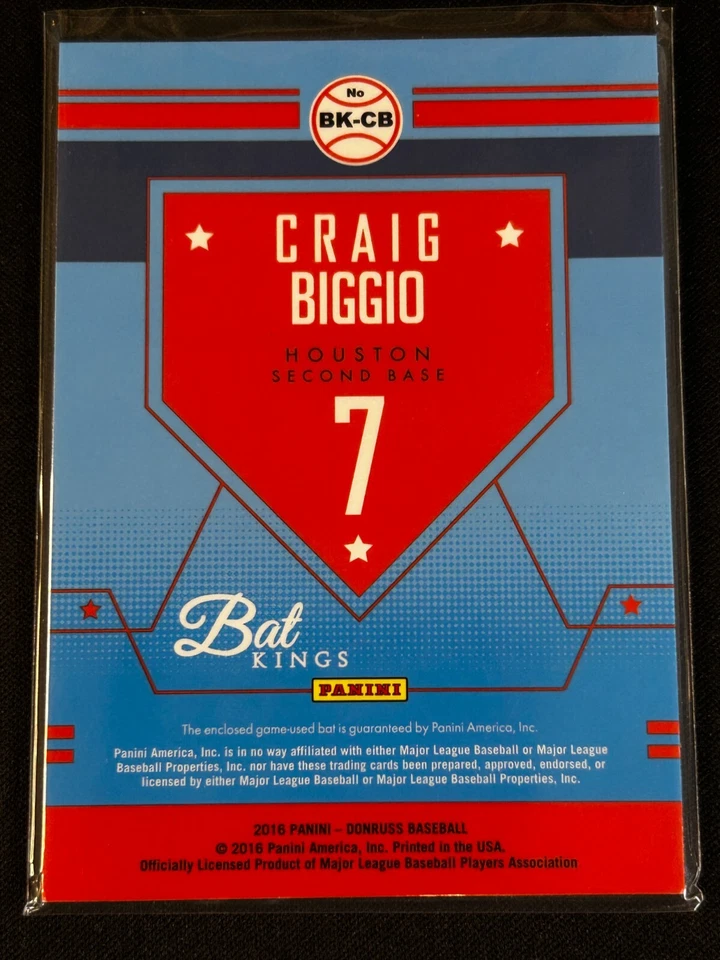 No
BK-CB
CRAIG
BIGGIO
HOUSTON
SECOND BASE
7
Bat
KINGS
PANINI
The enclosed game-used bat is guaranteed by Panini America, Inc.
Panini America, Inc. is in no way affiliated with either Major League Baseball or Major League
Baseball Properties, Inc. nor have these trading cards been prepared, approved, endorsed, or
licensed by either Major League Baseball or Major League Baseball Properties, Inc.
2016 PANINI – DONRUSS BASEBALL
© 2016 Panini America, Inc. Printed in the USA.
Officially Licensed Product of Major League Baseball Players Association